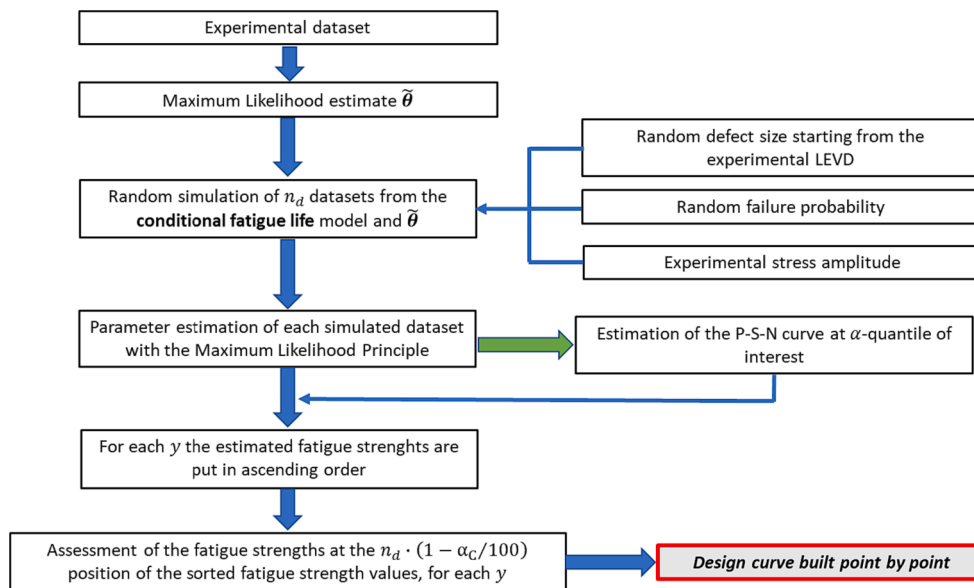 Experimental dataset
Maximum Likelihood estimate θ̃
Random defect size starting from the
experimental LEVD
Random simulation of n_d datasets from the
conditional fatigue life model and θ̃
Random failure probability
Experimental stress amplitude
Parameter estimation of each simulated dataset
with the Maximum Likelihood Principle
Estimation of the P-S-N curve at α-quantile of
interest
For each y the estimated fatigue strenghts are
put in ascending order
Assessment of the fatigue strengths at the n_d · (1 − α_C/100)
position of the sorted fatigue strength values, for each y
Design curve built point by point